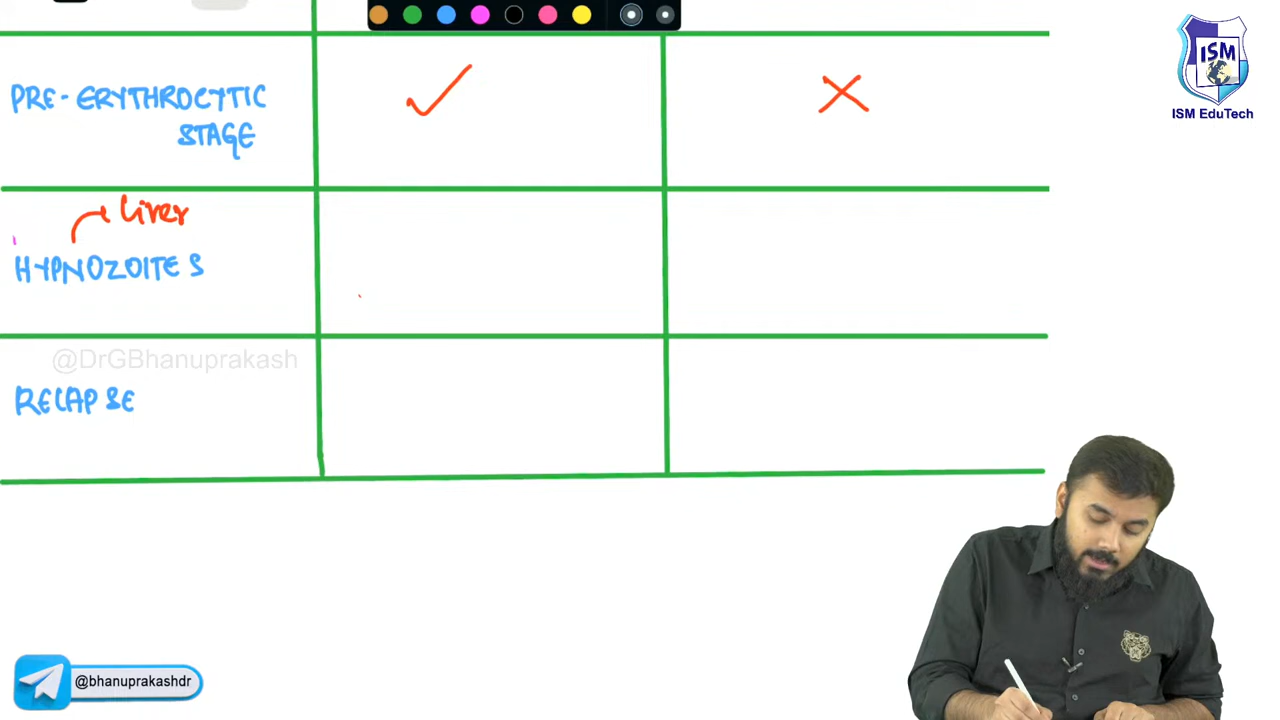 ISM
ISM EduTech
PRE-ERYTHROCYTIC
STAGE
✓
X
Liver
HYPNOZOITES
@DrGBhanuprakash
RELAPSE
@bhanuprakashdr